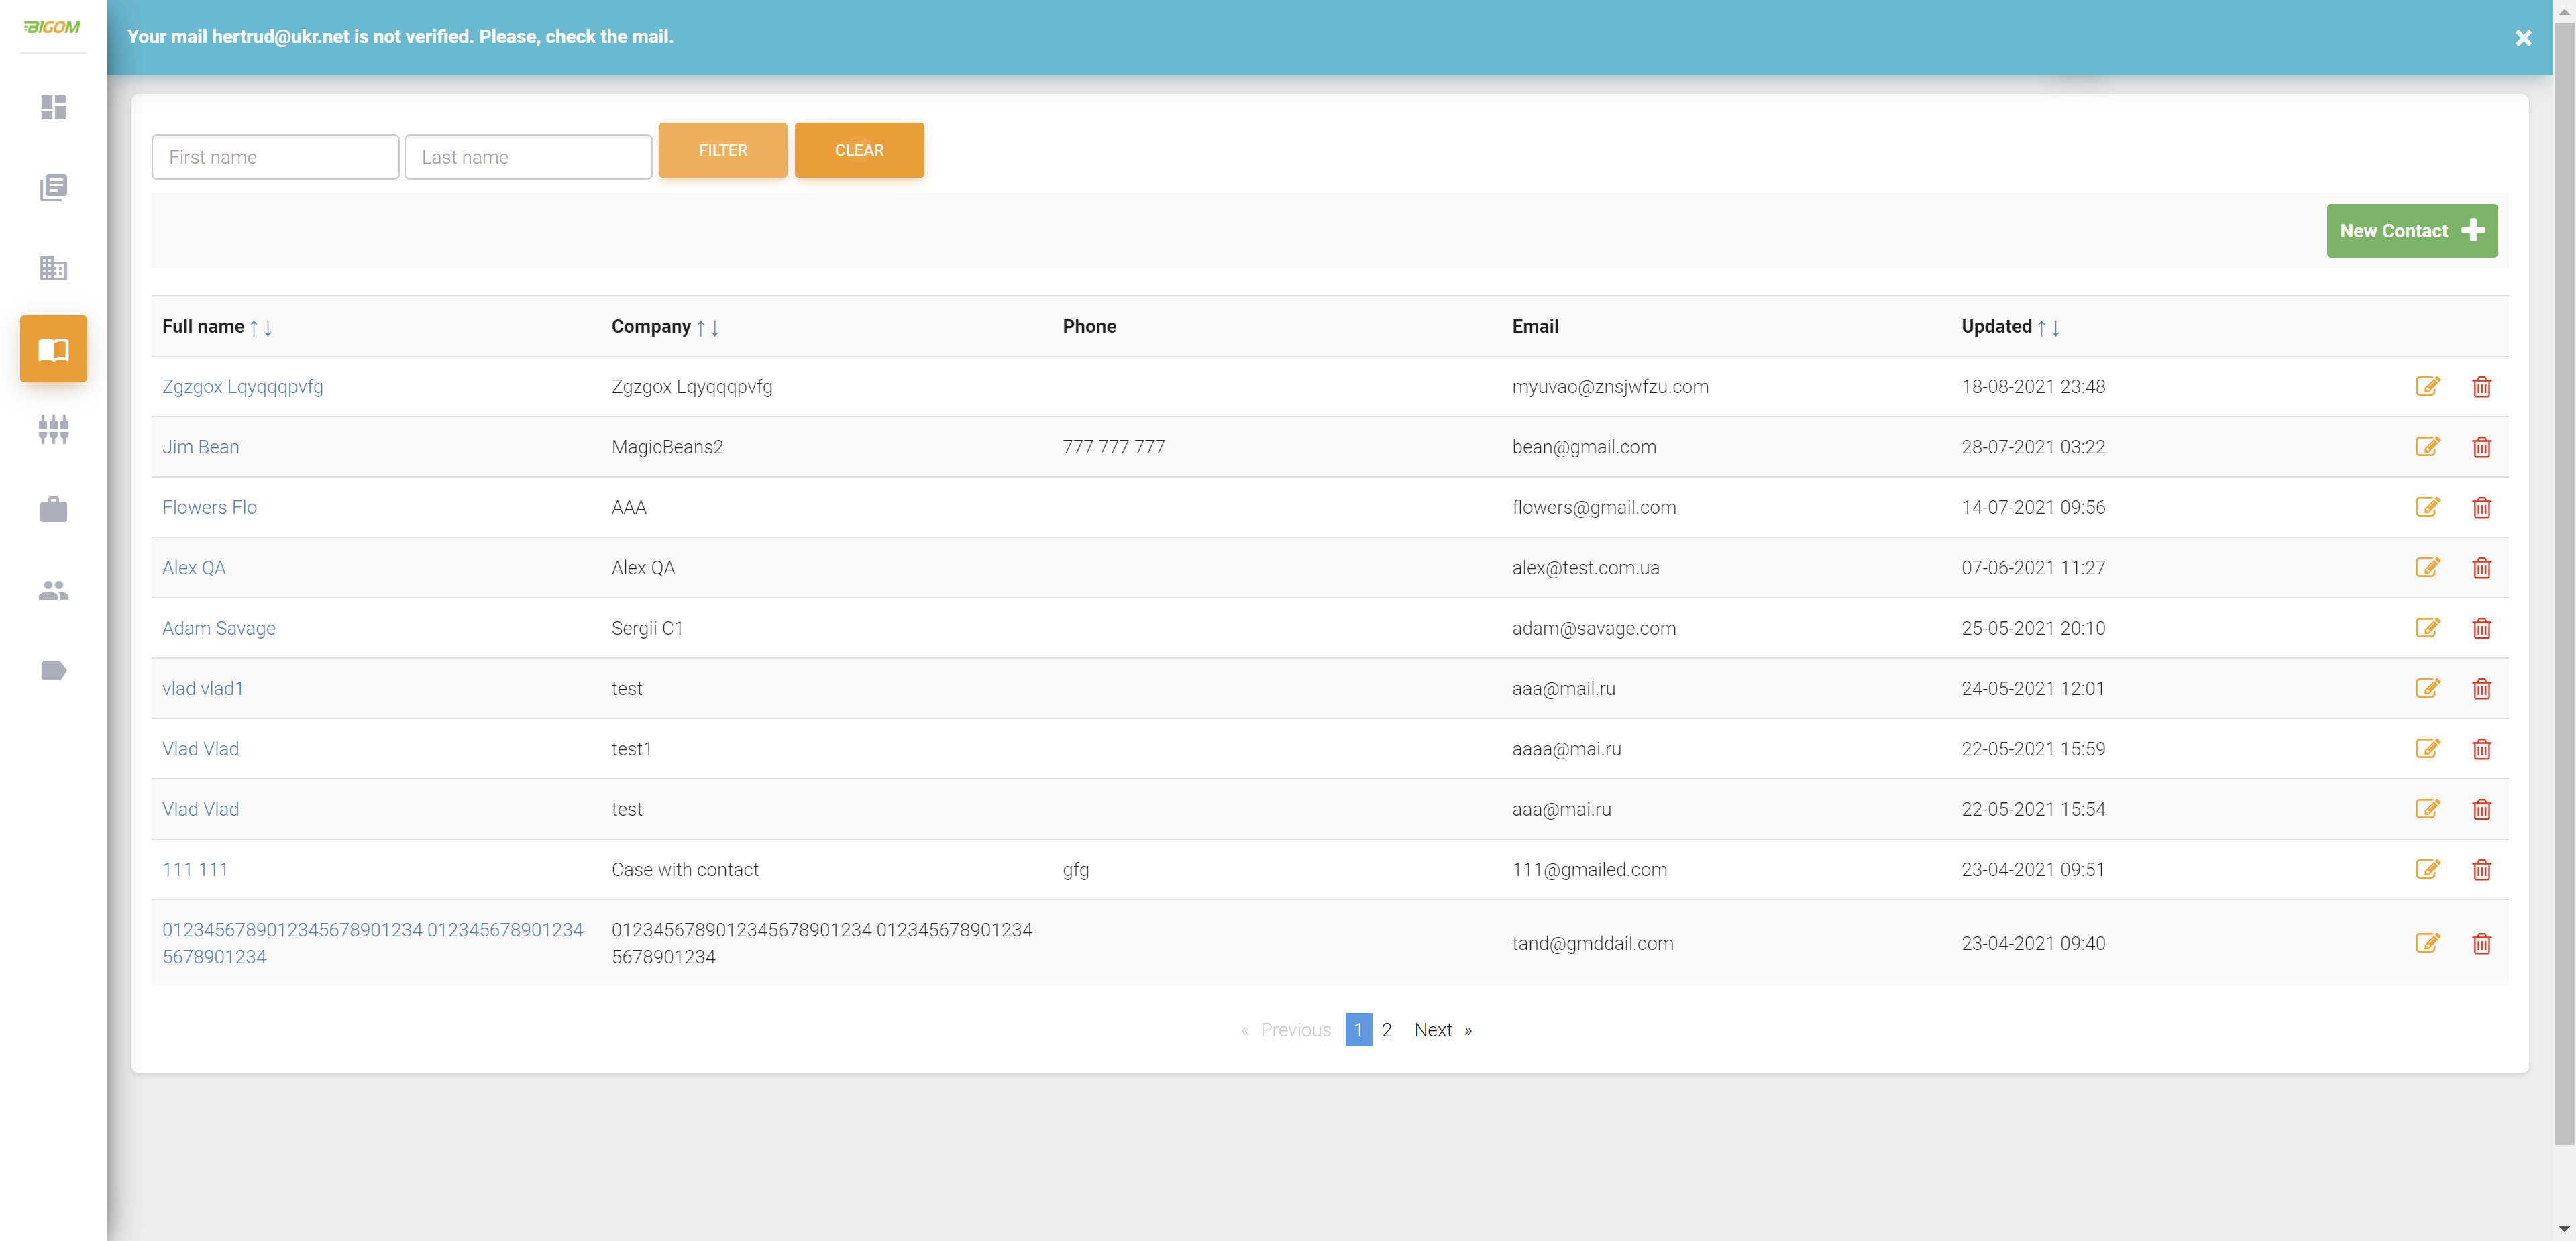 BIGOM
Your mail hertrud@ukr.net is not verified. Please, check the mail.
First name Last name FILTER CLEAR
New Contact
Full name ↑↓ Company ↑↓ Phone Email Updated ↑↓
Zgzgox Lqyqqqpvfg Zgzgox Lqyqqqpvfg myuvao@znsjwfzu.com 18-08-2021 23:48
Jim Bean MagicBeans2 777 777 777 bean@gmail.com 28-07-2021 03:22
Flowers Flo AAA flowers@gmail.com 14-07-2021 09:56
Alex QA Alex QA alex@test.com.ua 07-06-2021 11:27
Adam Savage Sergii C1 adam@savage.com 25-05-2021 20:10
vlad vlad1 test aaa@mail.ru 24-05-2021 12:01
Vlad Vlad test1 aaaa@mai.ru 22-05-2021 15:59
Vlad Vlad test aaa@mai.ru 22-05-2021 15:54
111 111 Case with contact gfg 111@gmailed.com 23-04-2021 09:51
0123456789012345678901234 012345678901234 0123456789012345678901234 012345678901234
5678901234 5678901234 tand@gmddail.com 23-04-2021 09:40
« Previous 1 2 Next »